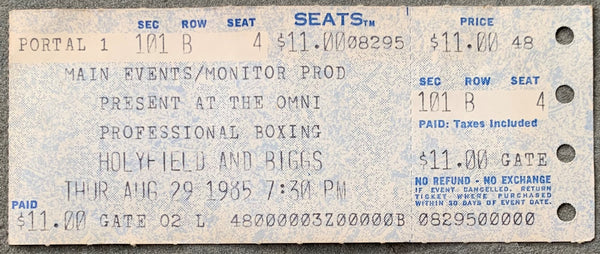 SEC ROW SEAT SEATS™ PRICE
PORTAL 1 101 B 4 $11.00 08295 $11.00 48
MAIN EVENTS/MONITOR PROD
PRESENT AT THE OMNI
PROFESSIONAL BOXING
HOLYFIELD AND BIGGS
THUR AUG 29 1985 7:30 PM
PAID
$11.00 GATE 02 L 48000003Z00000B
SEC ROW SEAT
101 B 4
PAID: Taxes Included
$11.00 GATE
NO REFUND - NO EXCHANGE
IF EVENT CANCELLED, RETURN
TICKET WHERE PURCHASED
WITHIN 30 DAYS OF EVENT DATE.
0829500000